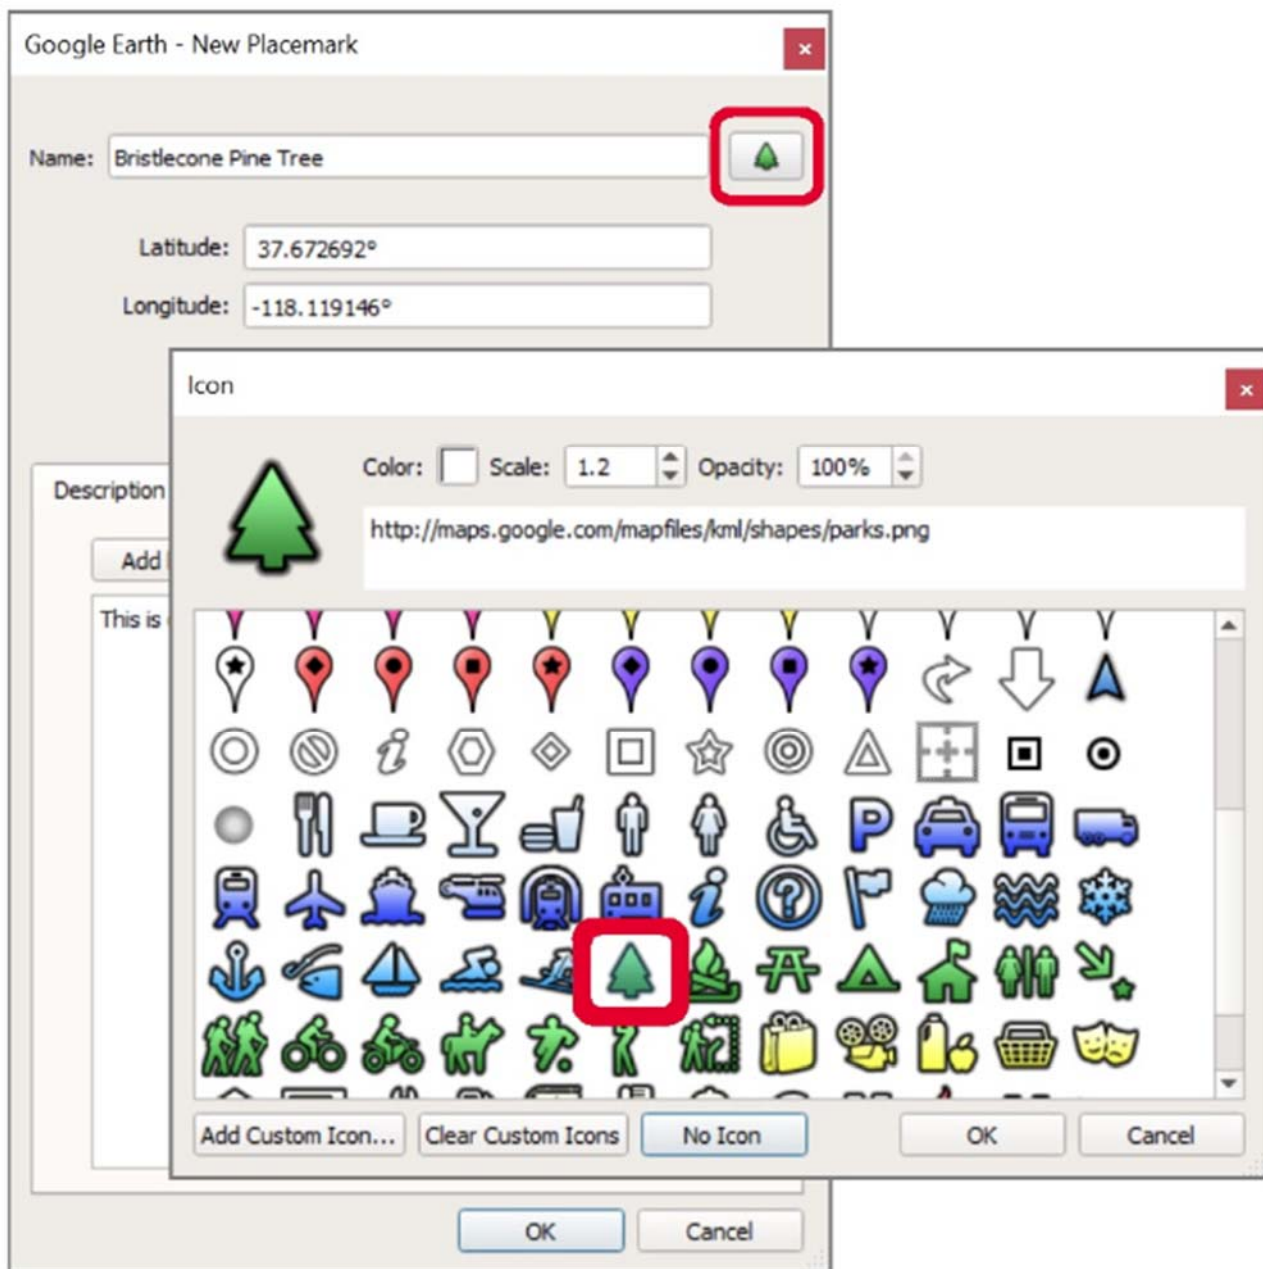 Google Earth - New Placemark
Name: Bristlecone Pine Tree
Latitude: 37.672692°
Longitude: -118.119146°
Description
Add
This is
Icon
Color: Scale: 1.2 Opacity: 100%
http://maps.google.com/mapfiles/kml/shapes/parks.png
P
Add Custom Icon... Clear Custom Icons No Icon OK Cancel
OK Cancel